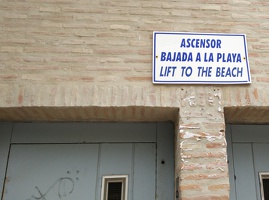 ASCENSOR
BAJADA A LA PLAYA
LIFT TO THE BEACH